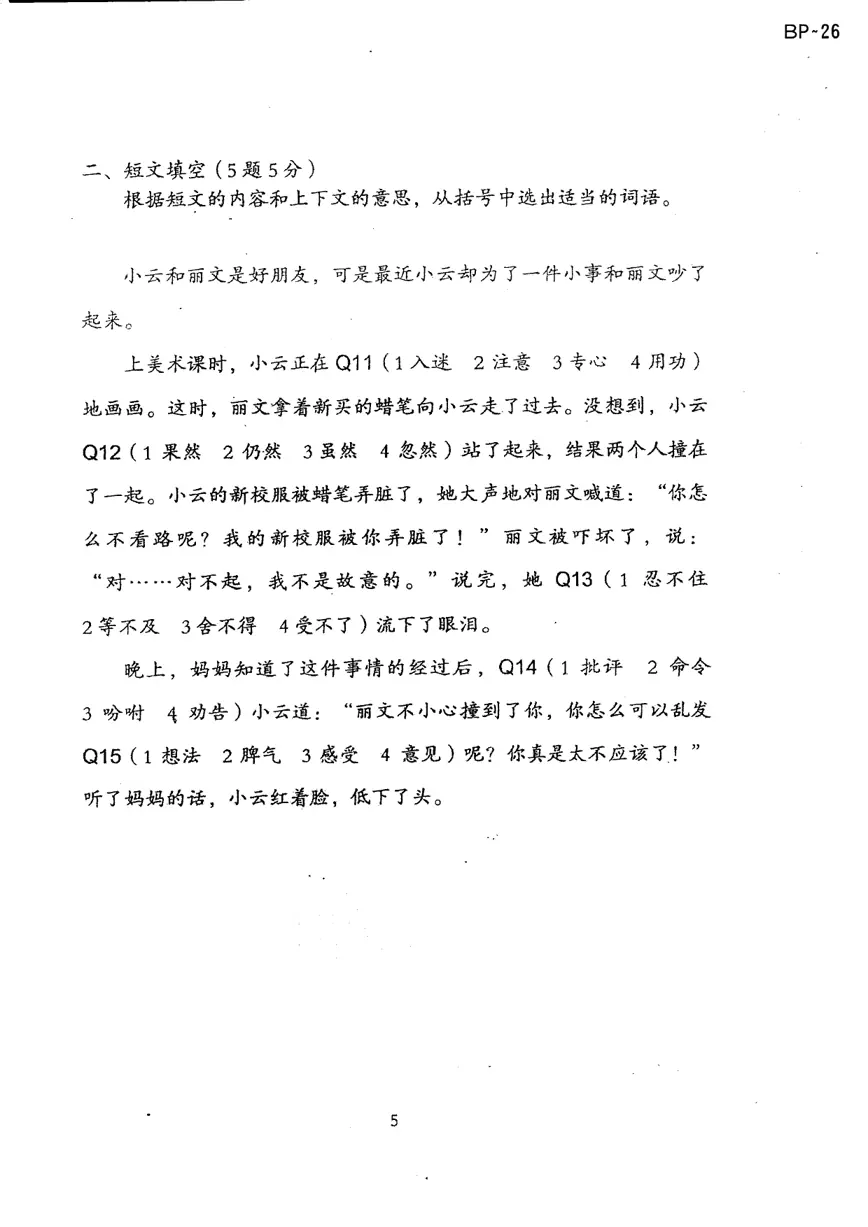 BP-26
二、短文填空（5题5分）
根据短文的内容和上下文的意思，从括号中选出适当的词语。
小云和丽文是好朋友，可是最近小云却为了一件小事和丽文吵了
起来。
上美术课时，小云正在Q11（1入迷 2注意 3专心 4用功）
地画画。这时，丽文拿着新买的蜡笔向小云走了过去。没想到，小云
Q12（1果然 2仍然 3虽然 4忽然）站了起来，结果两个人撞在
了一起。小云的新校服被蜡笔弄脏了，她大声地对丽文喊道：“你怎
么不看路呢？我的新校服被你弄脏了！”丽文被吓坏了，说：
“对……对不起，我不是故意的。”说完，她Q13（1忍不住
2等不及 3舍不得 4受不了）流下了眼泪。
晚上，妈妈知道了这件事情的经过后，Q14（1批评 2命令
3吩咐 4劝告）小云道：“丽文不小心撞到了你，你怎么可以乱发
Q15（1想法 2脾气 3感受 4意见）呢？你真是太不应该了！”
听了妈妈的话，小云红着脸，低下了头。
5